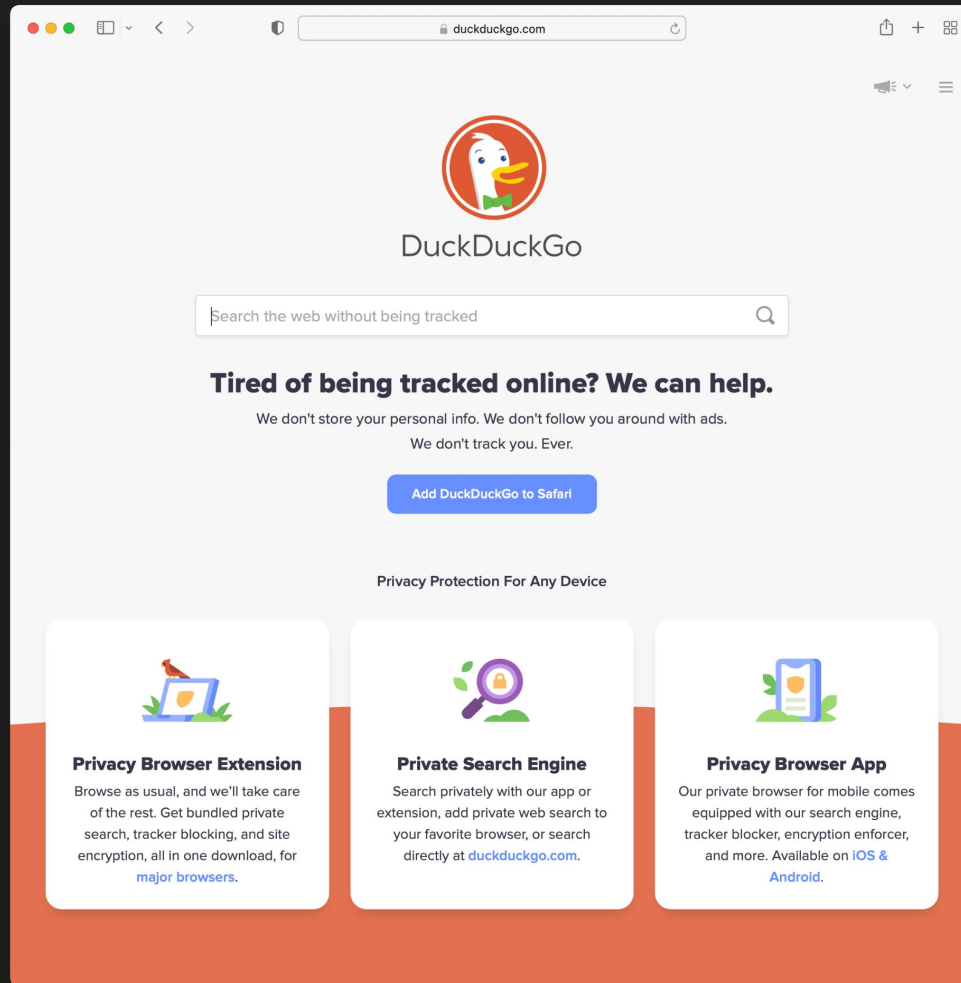 duckduckgo.com
DuckDuckGo
Search the web without being tracked
Tired of being tracked online? We can help.
We don't store your personal info. We don't follow you around with ads.
We don't track you. Ever.
Add DuckDuckGo to Safari
Privacy Protection For Any Device
Privacy Browser Extension
Browse as usual, and we’ll take care
of the rest. Get bundled private
search, tracker blocking, and site
encryption, all in one download, for
major browsers.
Private Search Engine
Search privately with our app or
extension, add private web search to
your favorite browser, or search
directly at duckduckgo.com.
Privacy Browser App
Our private browser for mobile comes
equipped with our search engine,
tracker blocker, encryption enforcer,
and more. Available on iOS &
Android.